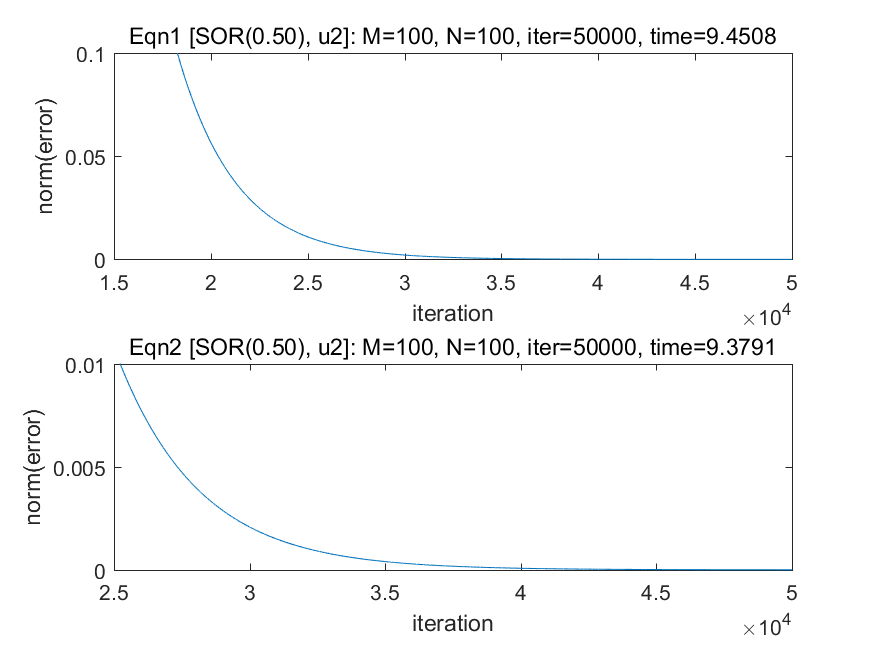 Eqn1 [SOR(0.50), u2]: M=100, N=100, iter=50000, time=9.4508
0.1
0.05
0
norm(error)
1.5 2 2.5 3 3.5 4 4.5 5
iteration
×10^4
Eqn2 [SOR(0.50), u2]: M=100, N=100, iter=50000, time=9.3791
0.01
0.005
0
norm(error)
2.5 3 3.5 4 4.5 5
iteration
×10^4